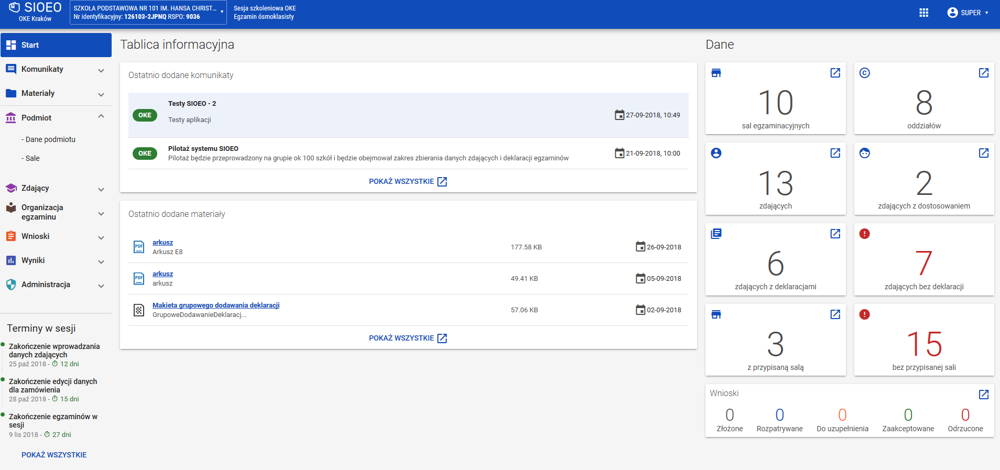 SIOEO
OKE Kraków
SZKOŁA PODSTAWOWA NR 101 IM. HANSA CHRIST...
Nr identyfikacyjny: 126103-2JPNQ RSPO: 9036
Sesja szkoleniowa OKE
Egzamin ósmoklasisty
SUPER
Start
Komunikaty
Materiały
Podmiot
- Dane podmiotu
- Sale
Zdający
Organizacja
egzaminu
Wnioski
Wyniki
Administracja
Terminy w sesji
Zakończenie wprowadzania
danych zdających
25 paź 2018 - 12 dni
Zakończenie edycji danych
dla zamówienia
28 paź 2018 - 15 dni
Zakończenie egzaminów w
sesji
9 lis 2018 - 27 dni
POKAŻ WSZYSTKIE
Tablica informacyjna
Ostatnio dodane komunikaty
OKE
Testy SIOEO - 2
Testy aplikacji
27-09-2018, 10:49
OKE
Pilotaż systemu SIOEO
Pilotaż będzie przeprowadzony na grupie ok 100 szkół i będzie obejmował zakres zbierania danych zdających i deklaracji egzaminów
21-09-2018, 10:00
POKAŻ WSZYSTKIE
Ostatnio dodane materiały
PDF
arkusz
Arkusz E8
177.58 KB
26-09-2018
PDF
arkusz
arkusz
49.41 KB
05-09-2018
Makieta grupowego dodawania deklaracji
GrupoweDodawanieDeklaracj...
57.06 KB
02-09-2018
POKAŻ WSZYSTKIE
Dane
10
sal egzaminacyjnych
8
oddziałów
13
zdających
2
zdających z dostosowaniem
6
zdających z deklaracjami
7
zdających bez deklaracji
3
z przypisaną salą
15
bez przypisanej sali
Wnioski
0 0 0 0 0
Złożone Rozpatrywane Do uzupełnienia Zaakceptowane Odrzucone